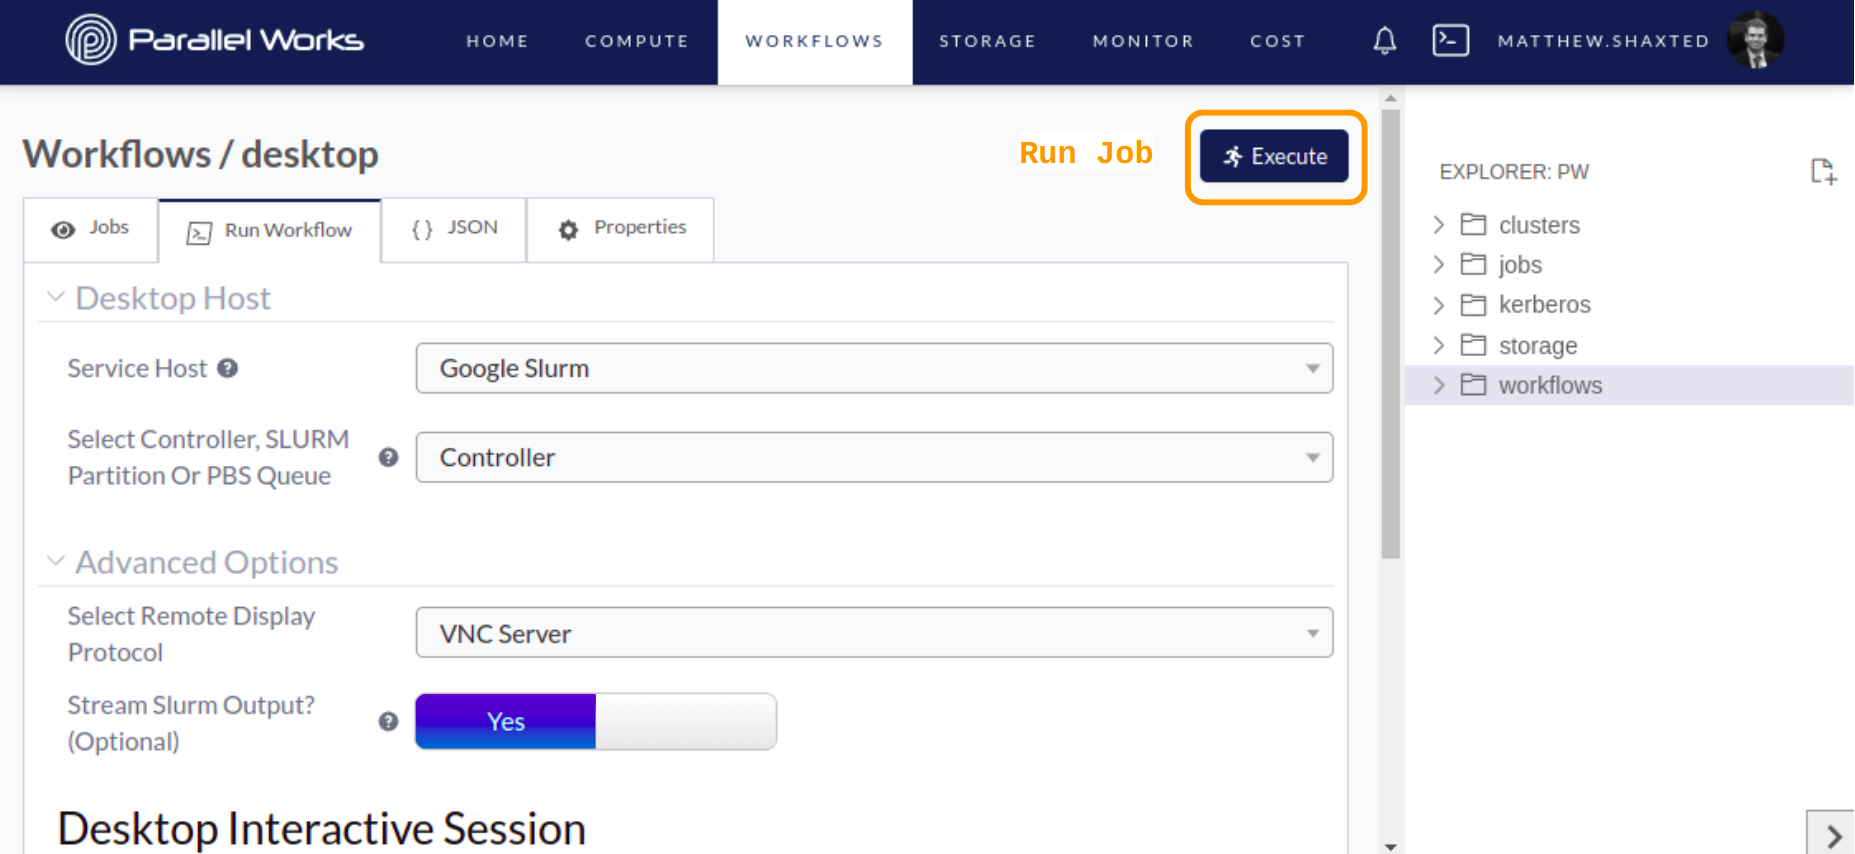 Parallel Works
HOME
COMPUTE
WORKFLOWS
STORAGE
MONITOR
COST
MATTHEW.SHAXTED
Workflows / desktop
Run Job
Execute
Jobs
Run Workflow
{ } JSON
Properties
Desktop Host
Service Host ?
Google Slurm
Select Controller, SLURM
Partition Or PBS Queue
?
Controller
Advanced Options
Select Remote Display
Protocol
VNC Server
Stream Slurm Output?
(Optional)
?
Yes
Desktop Interactive Session
EXPLORER: PW
clusters
jobs
kerberos
storage
workflows